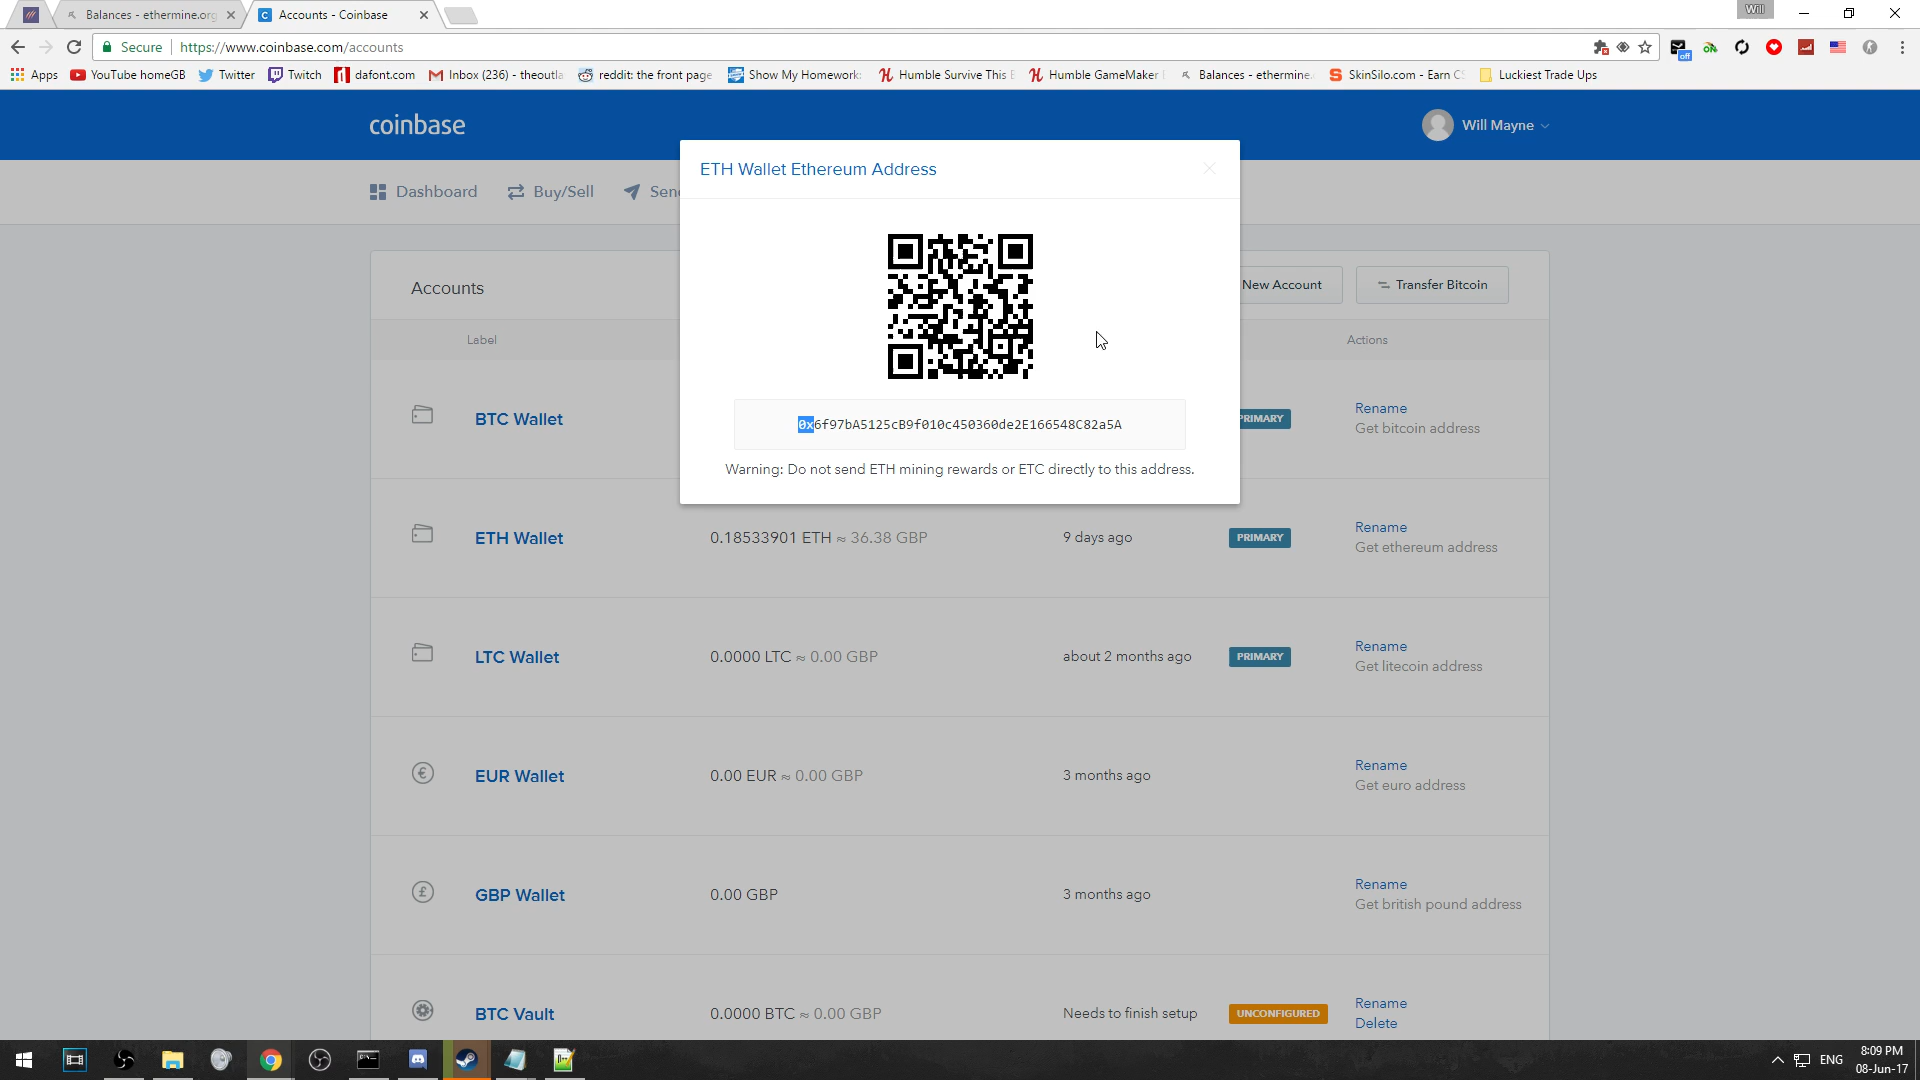 Balances - ethermine.org
Accounts - Coinbase
Will
Secure
https://www.coinbase.com/accounts
off
Apps
YouTube homeGB
Twitter
Twitch
dafont.com
Inbox (236) - theoutla
reddit: the front page
Show My Homework:
Humble Survive This
Humble GameMaker
Balances - ethermine.
SkinSilo.com - Earn
Luckiest Trade Ups
coinbase
Will Mayne
Dashboard
Buy/Sell
Sen
ETH Wallet Ethereum Address
0x6f97bA5125cB9f010c450360de2E166548C82a5A
Warning: Do not send ETH mining rewards or ETC directly to this address.
Accounts
New Account
Transfer Bitcoin
Label
Actions
BTC Wallet
PRIMARY
Rename
Get bitcoin address
ETH Wallet
0.18533901 ETH ≈ 36.38 GBP
9 days ago
PRIMARY
Rename
Get ethereum address
LTC Wallet
0.0000 LTC ≈ 0.00 GBP
about 2 months ago
PRIMARY
Rename
Get litecoin address
EUR Wallet
0.00 EUR ≈ 0.00 GBP
3 months ago
Rename
Get euro address
GBP Wallet
0.00 GBP
3 months ago
Rename
Get british pound address
BTC Vault
0.0000 BTC ≈ 0.00 GBP
Needs to finish setup
UNCONFIGURED
Rename
Delete
ENG
8:09 PM
08-Jun-17